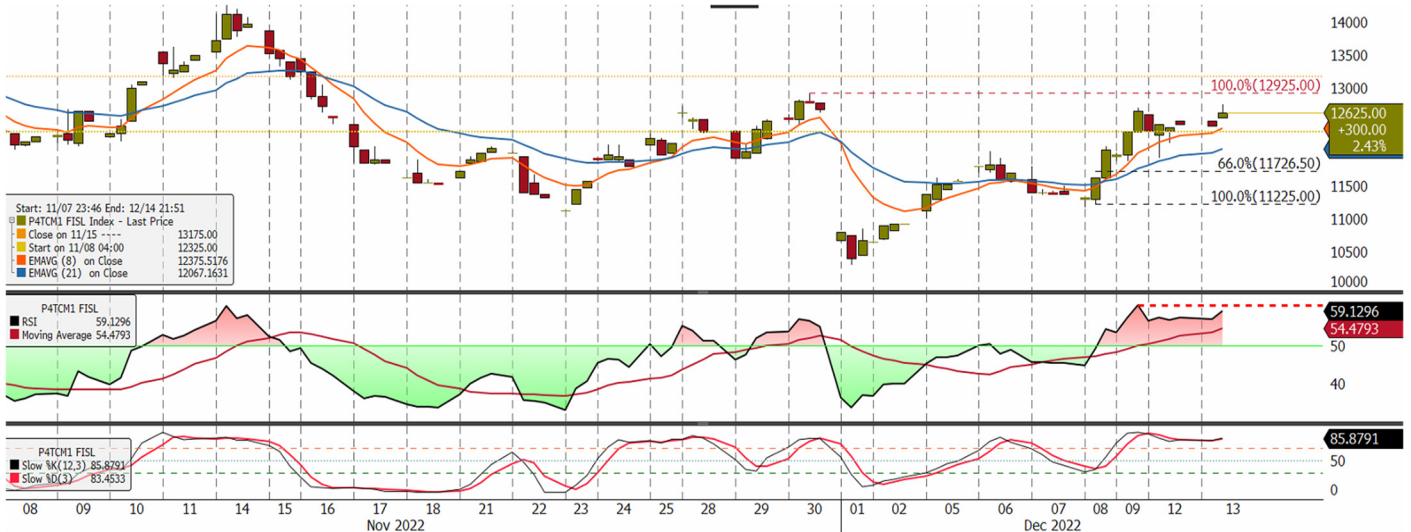 14000
13500
13000
11500
11000
10500
10000
100.0%(12925.00)
12625.00
+300.00
2.43%
66.0%(11726.50)
100.0%(11225.00)
Start: 11/07 23:46 End: 12/14 21:51
P4TCM1 FISL Index - Last Price
Close on 11/15 ---- 13175.00
Start on 11/08 04:00 12325.00
EMAVG (8) on Close 12375.5176
EMAVG (21) on Close 12067.1631
P4TCM1 FISL
RSI 59.1296
Moving Average 54.4793
59.1296
54.4793
50
40
P4TCM1 FISL
Slow %K(12,3) 85.8791
Slow %D(3) 83.4533
85.8791
50
0
08 09 10 11 14 15 16 17 18 21 22 23 24 25 28 29 30 01 02 05 06 07 08 09 12 13
Nov 2022 Dec 2022